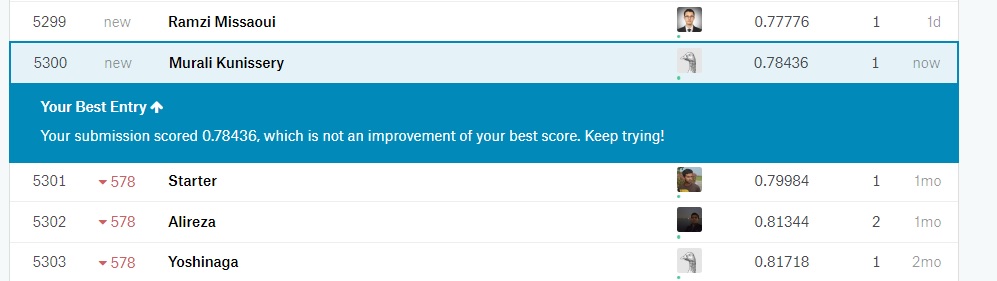 5299 new Ramzi Missaoui 0.77776 1 1d
5300 new Murali Kunissery 0.78436 1 now
Your Best Entry
Your submission scored 0.78436, which is not an improvement of your best score. Keep trying!
5301 578 Starter 0.79984 1 1mo
5302 578 Alireza 0.81344 2 1mo
5303 578 Yoshinaga 0.81718 1 2mo